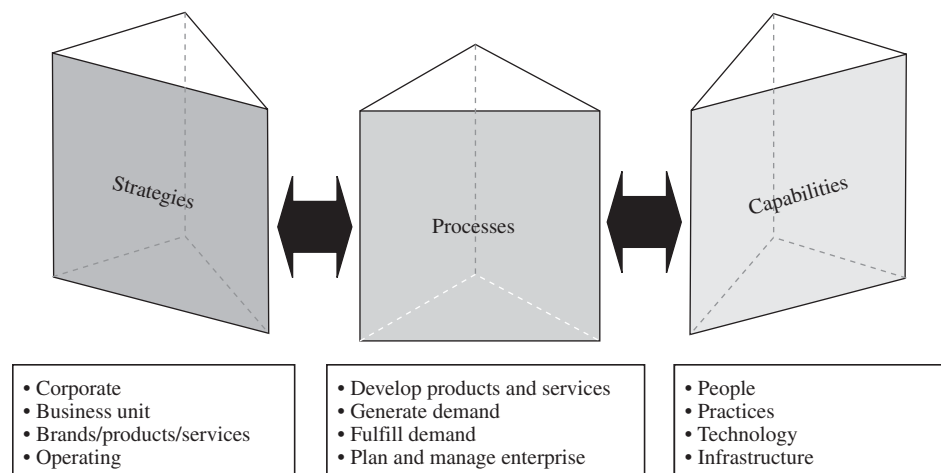 Strategies
Processes
Capabilities
• Corporate
• Business unit
• Brands/products/services
• Operating
• Develop products and services
• Generate demand
• Fulfill demand
• Plan and manage enterprise
• People
• Practices
• Technology
• Infrastructure